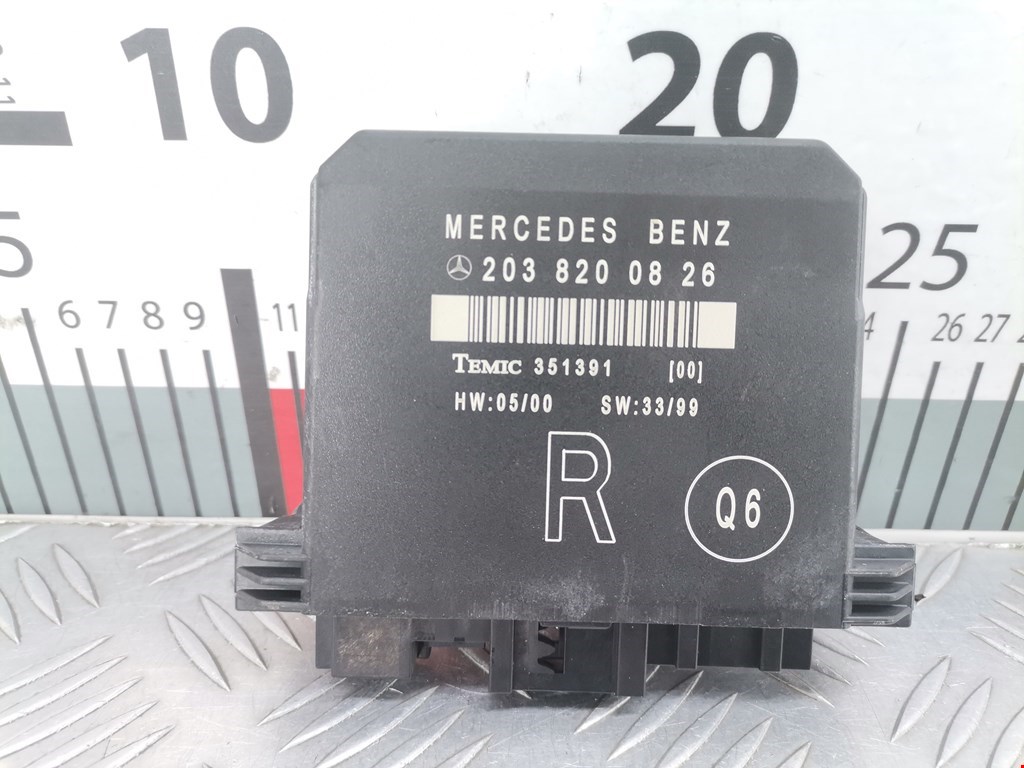 10 20
5 25
6 7 8 9 11 26 27
MERCEDES BENZ
203 820 08 26
TEMIC 351391 [00]
HW:05/00 SW:33/99
R
Q6